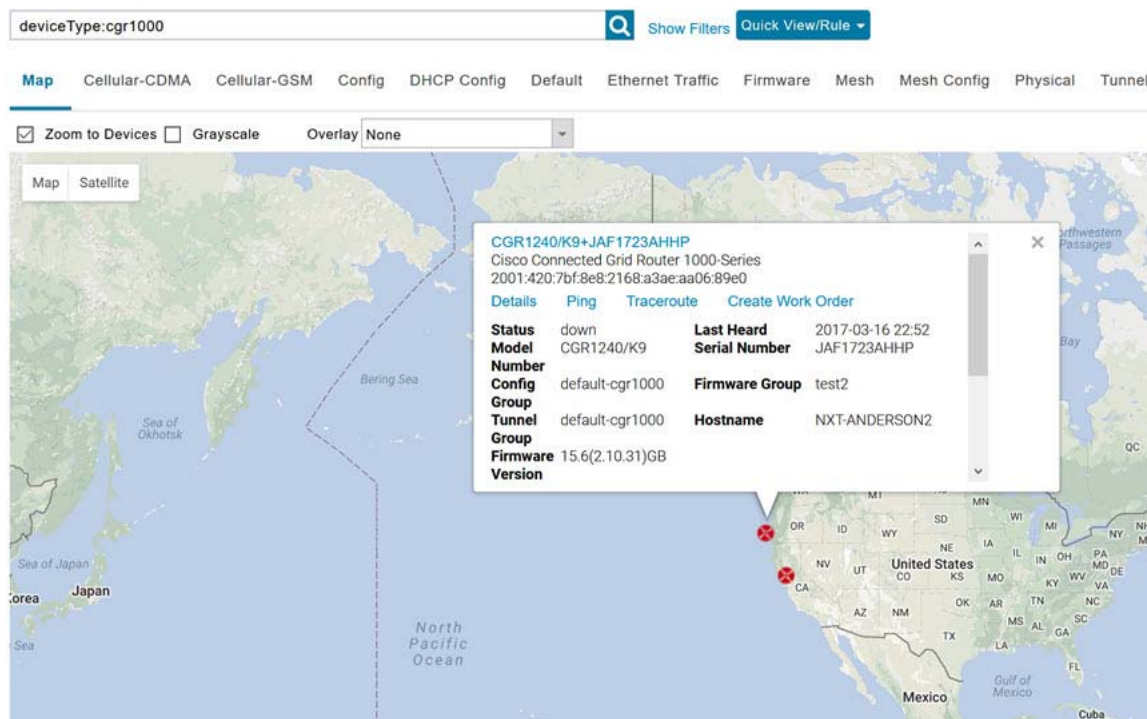 deviceType:cgr1000
Show Filters
Quick View/Rule
Map Cellular-CDMA Cellular-GSM Config DHCP Config Default Ethernet Traffic Firmware Mesh Mesh Config Physical Tunnel
Zoom to Devices Grayscale Overlay None
Map Satellite
CGR1240/K9+JAF1723AHHP
Cisco Connected Grid Router 1000-Series
2001:420:7bf:8e8:2168:a3ae:aa06:89e0
Details Ping Traceroute Create Work Order
Status down Last Heard 2017-03-16 22:52
Model Number CGR1240/K9 Serial Number JAF1723AHHP
Config Group default-cgr1000 Firmware Group test2
Tunnel Group default-cgr1000 Hostname NXT-ANDERSON2
Firmware Version 15.6(2.10.31)GB
Passages
Bay
Bering Sea
Sea of
Okhotsk
QC
MT MN
OR ID SD WI MI NY
WY
Sea of Japan
NE IA IL IN OH PA
NV UT United States MD DE
CO KS MO KY WV VA
Japan
CA
OK AR TN NC
AZ NM
MS AL GA SC
TX LA
North
Pacific
Ocean
FL
Gulf of
Mexico
Mexico
Cuba